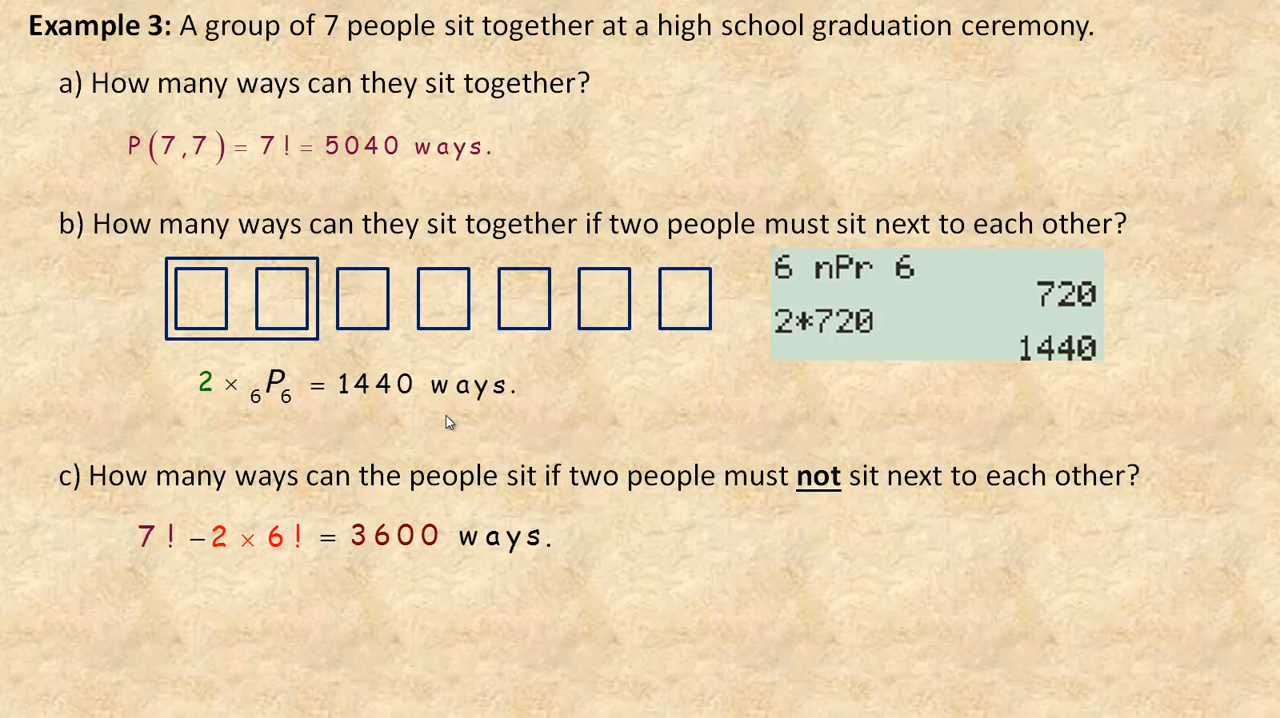 Example 3: A group of 7 people sit together at a high school graduation ceremony.
a) How many ways can they sit together?
P(7,7) = 7! = 5040 ways.
b) How many ways can they sit together if two people must sit next to each other?
6 nPr 6
720
2*720
1440
2 × ₆P₆ = 1440 ways.
c) How many ways can the people sit if two people must not sit next to each other?
7! – 2 × 6! = 3600 ways.